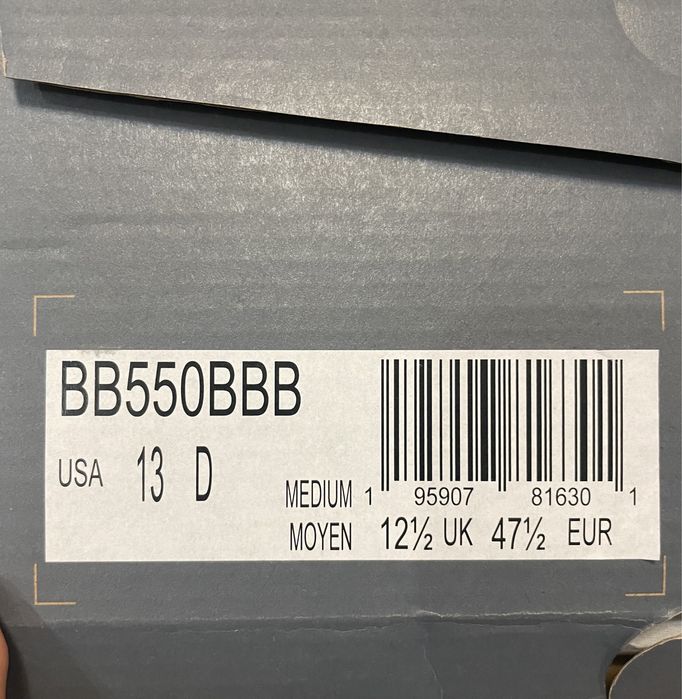 BB550BBB
USA 13 D
MEDIUM 1 95907 81630 1
MOYEN 12½ UK 47½ EUR